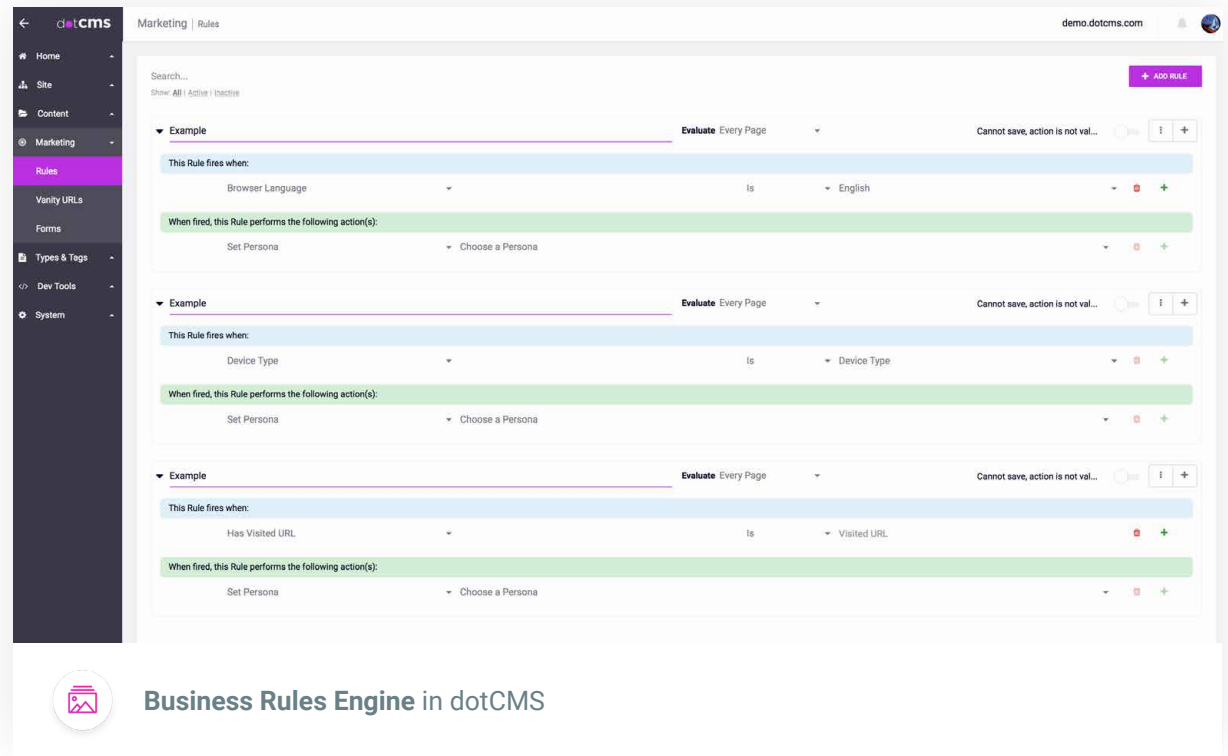 dotCMS
Marketing | Rules
demo.dotcms.com
Home
Site
Content
Marketing
Rules
Vanity URLs
Forms
Types & Tags
Dev Tools
System
Search...
+ ADD RULE
Show: All | Active | Inactive
Example
Evaluate Every Page
Cannot save, action is not val...
This Rule fires when:
Browser Language Is English
When fired, this Rule performs the following action(s):
Set Persona Choose a Persona
Example
Evaluate Every Page
Cannot save, action is not val...
This Rule fires when:
Device Type Is Device Type
When fired, this Rule performs the following action(s):
Set Persona Choose a Persona
Example
Evaluate Every Page
Cannot save, action is not val...
This Rule fires when:
Has Visited URL Is Visited URL
When fired, this Rule performs the following action(s):
Set Persona Choose a Persona
Business Rules Engine in dotCMS